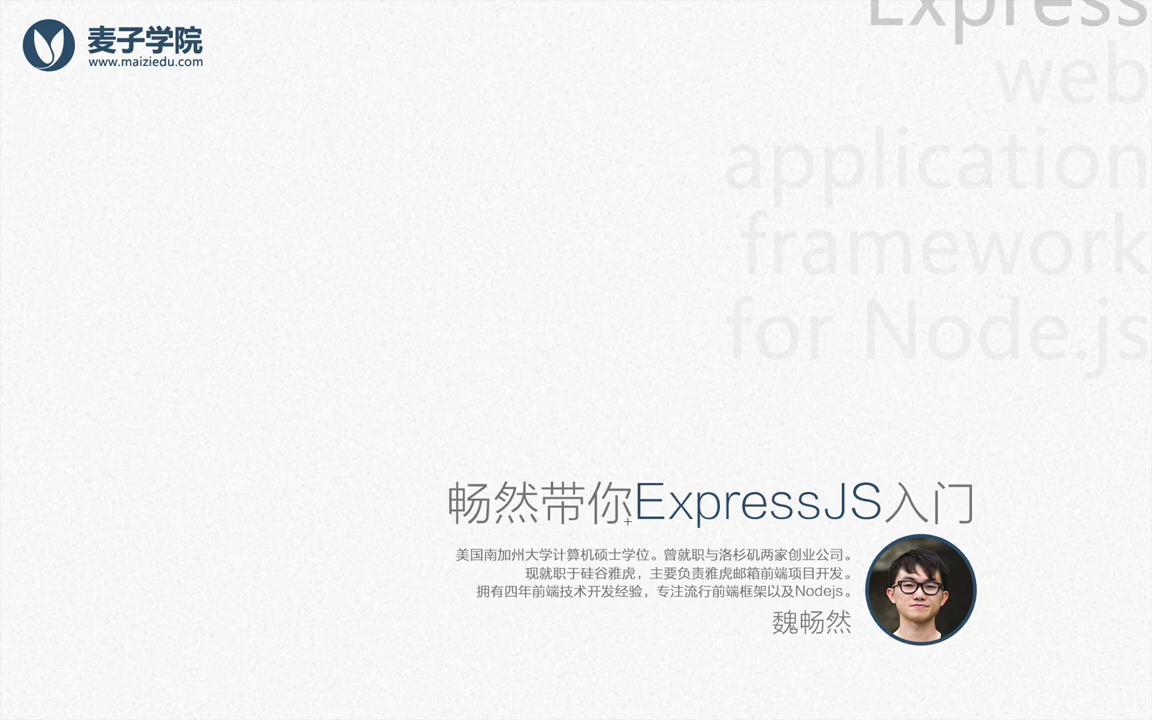 麦子学院
www.maiziedu.com
Express
web
application
framework
for Node.js
畅然带你ExpressJS入门
美国南加州大学计算机硕士学位。曾就职与洛杉矶两家创业公司。
现就职于硅谷雅虎，主要负责雅虎邮箱前端项目开发。
拥有四年前端技术开发经验，专注流行前端框架以及Nodejs。
魏畅然